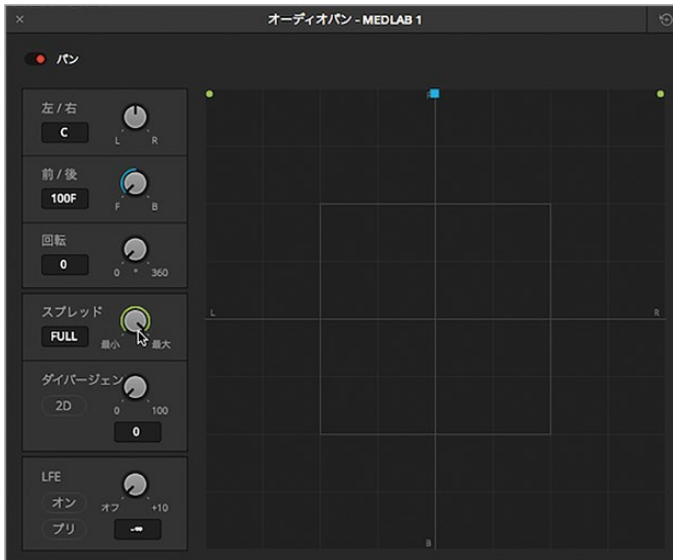 オーディオパン - MEDLAB 1
パン
左 / 右
C
L R
前 / 後
100F
F B
回転
0
0 ° 360
スプレッド
FULL
最小 最大
ダイバージェン
2D
0 100
0
LFE
オン
オフ +10
プリ
-∞
F
L
R
B